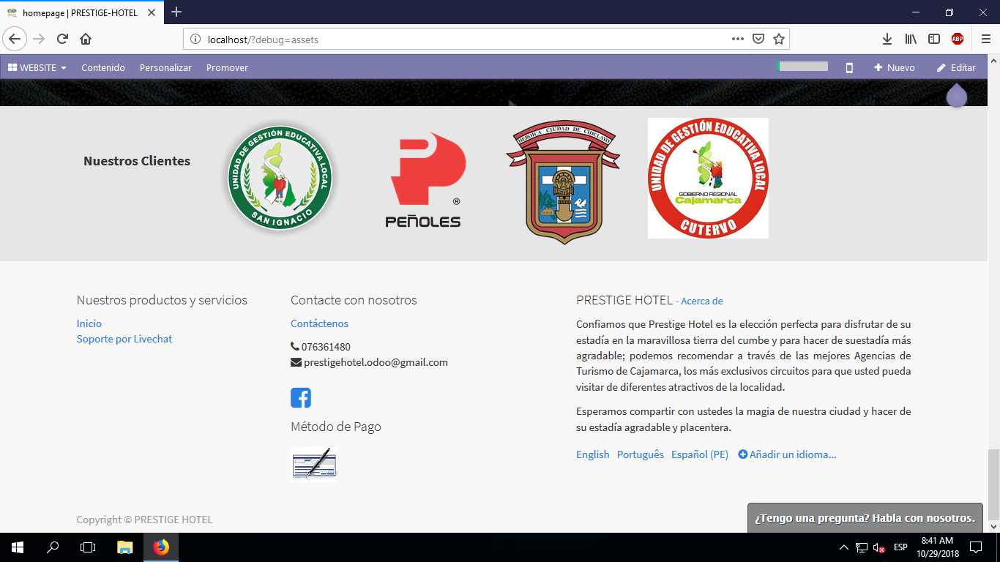 homepage | PRESTIGE-HOTEL
localhost/?debug=assets
ABP
WEBSITE Contenido Personalizar Promover Nuevo Editar
Nuestros Clientes
UNIDAD DE GESTIÓN EDUCATIVA LOCAL
SAN IGNACIO
PEÑOLES
HEROICA CIUDAD DE CHICLAYO
UNIDAD DE GESTIÓN EDUCATIVA LOCAL
GOBIERNO REGIONAL
Cajamarca
CUTERVO
Nuestros productos y servicios
Inicio
Soporte por Livechat
Contacte con nosotros
Contáctenos
076361480
prestigehotel.odoo@gmail.com
Método de Pago
PRESTIGE HOTEL - Acerca de
Confiamos que Prestige Hotel es la elección perfecta para disfrutar de su
estadía en la maravillosa tierra del cumbe y para hacer de suestadía más
agradable; podemos recomendar a través de las mejores Agencias de
Turismo de Cajamarca, los más exclusivos circuitos para que usted pueda
visitar de diferentes atractivos de la localidad.
Esperamos compartir con ustedes la magia de nuestra ciudad y hacer de
su estadía agradable y placentera.
English Português Español (PE) Añadir un idioma...
Copyright © PRESTIGE HOTEL
¿Tengo una pregunta? Habla con nosotros.
ESP
8:41 AM
10/29/2018